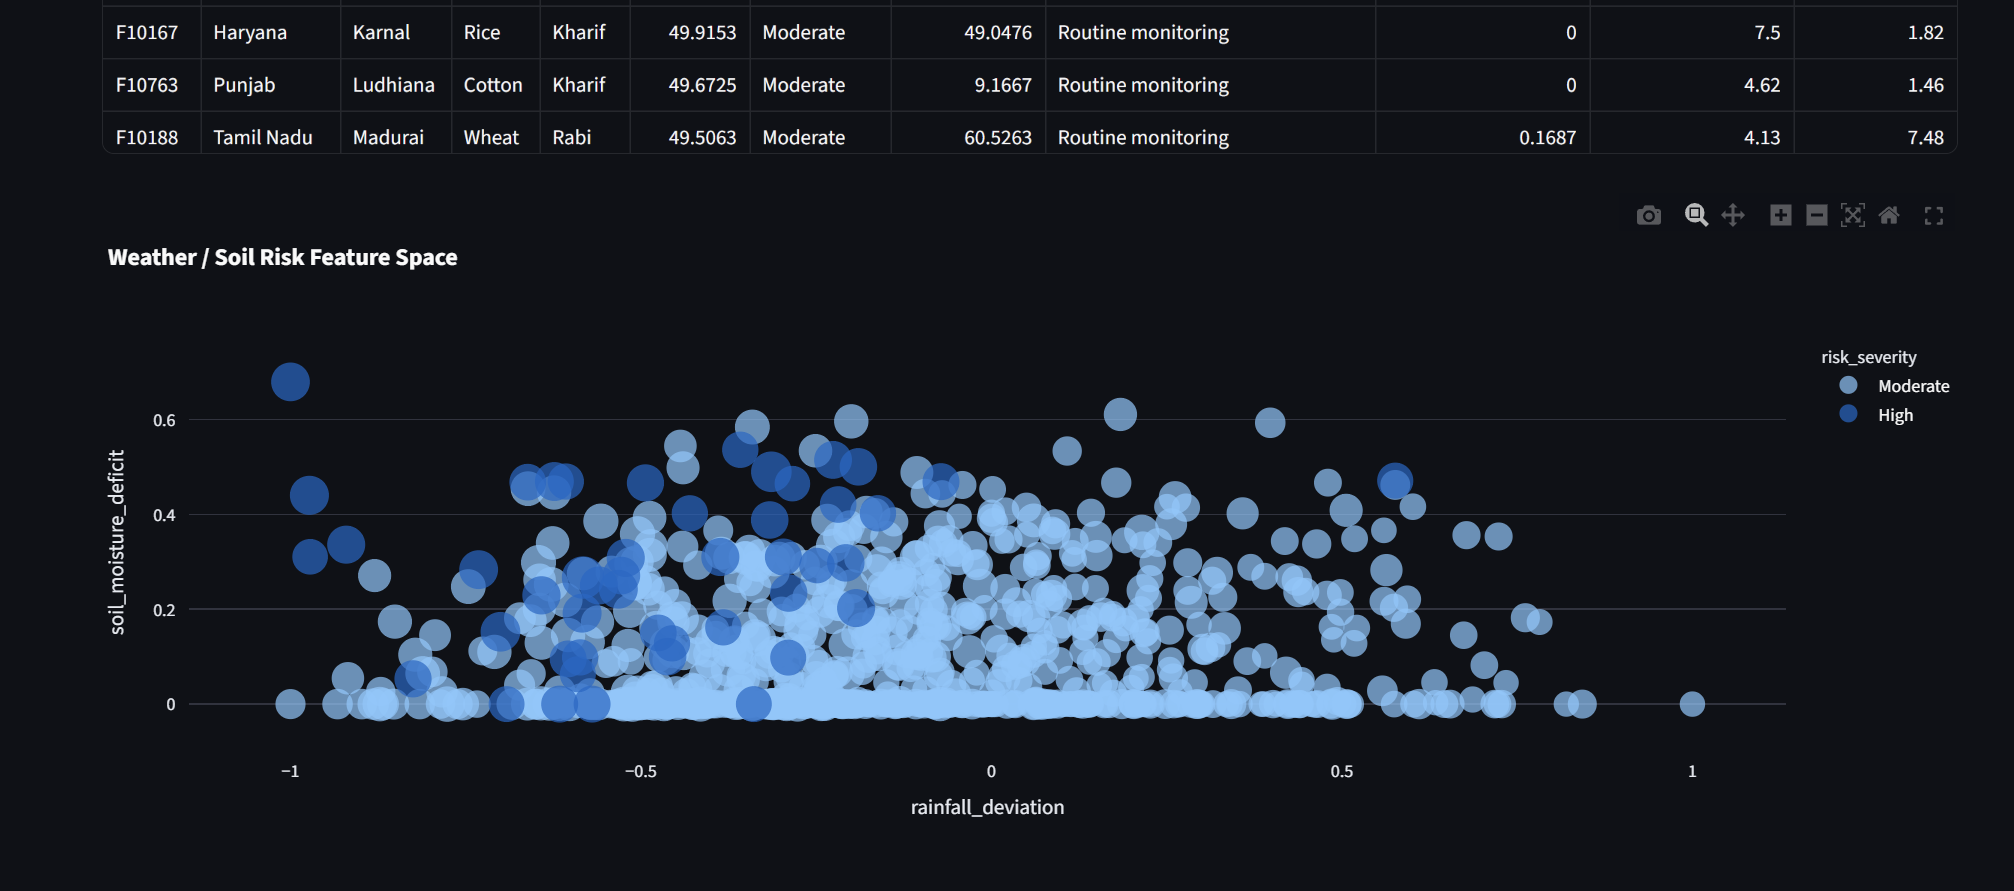 F10167 Haryana Karnal Rice Kharif 49.9153 Moderate 49.0476 Routine monitoring 0 7.5 1.82
F10763 Punjab Ludhiana Cotton Kharif 49.6725 Moderate 9.1667 Routine monitoring 0 4.62 1.46
F10188 Tamil Nadu Madurai Wheat Rabi 49.5063 Moderate 60.5263 Routine monitoring 0.1687 4.13 7.48
Weather / Soil Risk Feature Space
risk_severity
Moderate
High
soil_moisture_deficit
0.6
0.4
0.2
0
−1 −0.5 0 0.5 1
rainfall_deviation